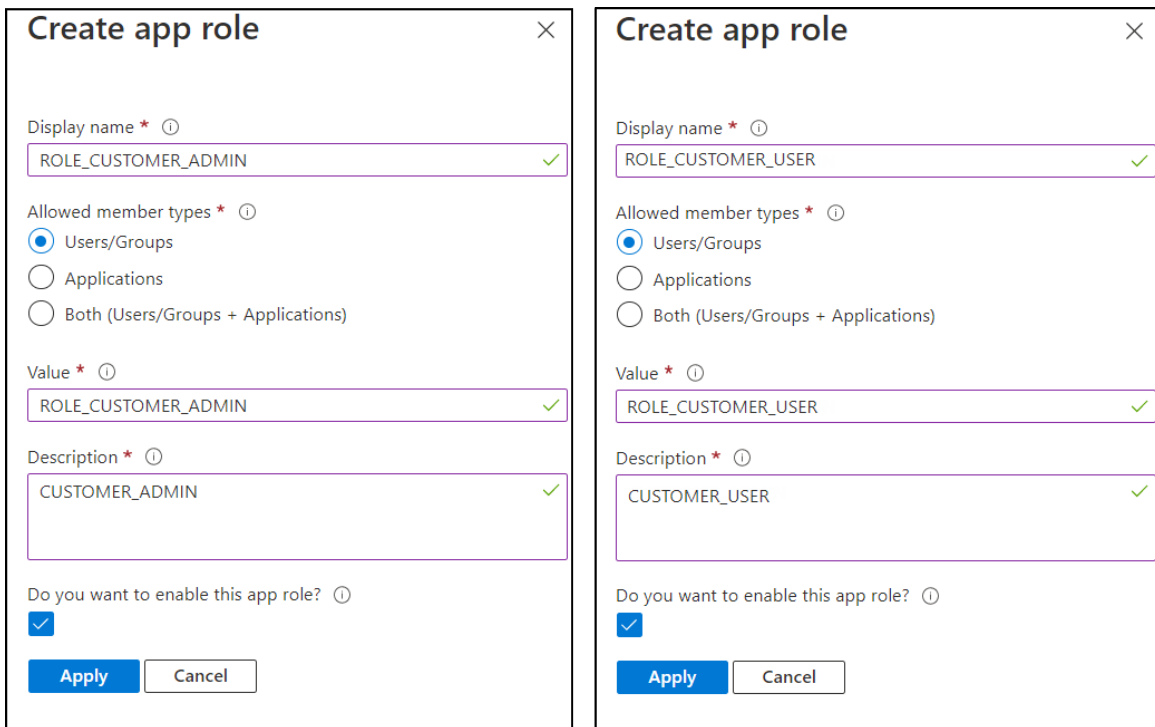 Create app role
Display name *
ROLE_CUSTOMER_ADMIN
Allowed member types *
Users/Groups
Applications
Both (Users/Groups + Applications)
Value *
ROLE_CUSTOMER_ADMIN
Description *
CUSTOMER_ADMIN
Do you want to enable this app role?
Apply
Cancel
Create app role
Display name *
ROLE_CUSTOMER_USER
Allowed member types *
Users/Groups
Applications
Both (Users/Groups + Applications)
Value *
ROLE_CUSTOMER_USER
Description *
CUSTOMER_USER
Do you want to enable this app role?
Apply
Cancel